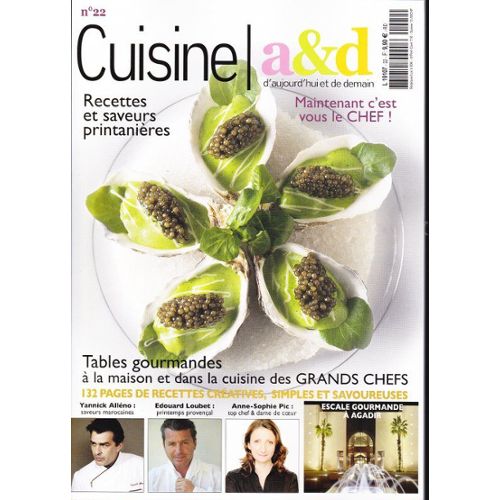 n°22
Cuisine | a&d
d'aujourd'hui et de demain
Recettes
et saveurs
printanières
Maintenant c'est
vous le CHEF !
Tables gourmandes
à la maison et dans la cuisine des GRANDS CHEFS
132 PAGES DE RECETTES CRÉATIVES, SIMPLES ET SAVOUREUSES
Yannick Alléno :
saveurs marocaines
Edouard Loubet :
printemps provençal
Anne-Sophie Pic :
top chef & dame de cœur
ESCALE GOURMANDE
À AGADIR